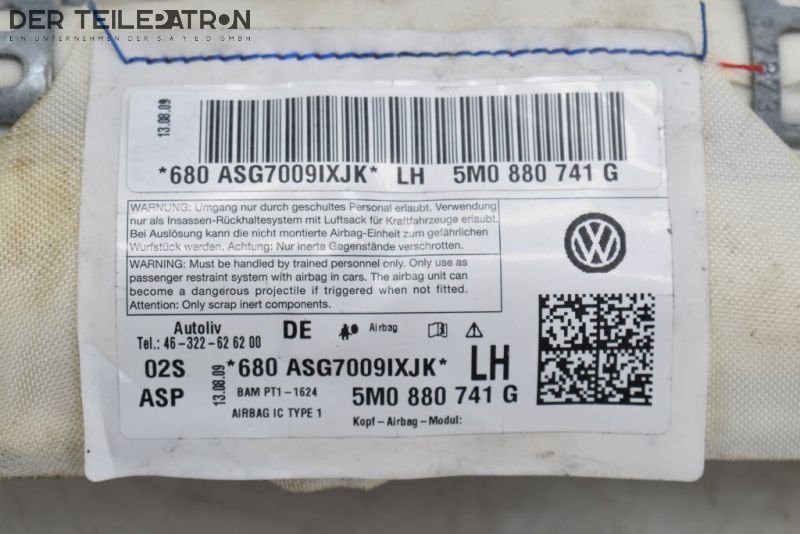 DER TEILEPATRON
EIN UNTERNEHMEN DER SAYED GMBH
13.08.09
*680 ASG7009IXJK* LH 5M0 880 741 G
WARNUNG: Umgang nur durch geschultes Personal erlaubt. Verwendung
nur als Insassen-Rückhaltesystem mit Luftsack für Kraftfahrzeuge erlaubt.
Bei Auslösung kann die nicht montierte Airbag-Einheit zum gefährlichen
Wurfstück werden. Achtung: Nur inerte Gegenstände verschrotten.
WARNING: Must be handled by trained personnel only. Only use as
passenger restraint system with airbag in cars. The airbag unit can
become a dangerous projectile if triggered when not fitted.
Attention: Only scrap inert components.
Autoliv DE Airbag
Tel.: 46-322-62 62 00
02S 13.08.09 *680 ASG7009IXJK* LH
ASP BAM PT1-1624 5M0 880 741 G
AIRBAG IC TYPE 1 Kopf-Airbag-Modul: